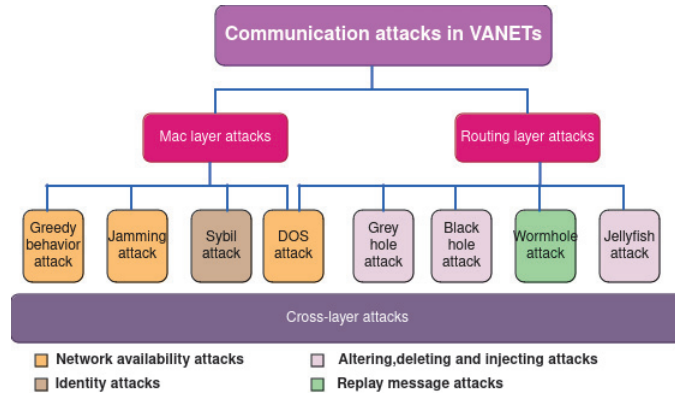 Communication attacks in VANETs
Mac layer attacks
Routing layer attacks
Greedy
behavior
attack
Jamming
attack
Sybil
attack
DOS
attack
Grey
hole
attack
Black
hole
attack
Wormhole
attack
Jellyfish
attack
Cross-layer attacks
Network availability attacks
Altering,deleting and injecting attacks
Identity attacks
Replay message attacks